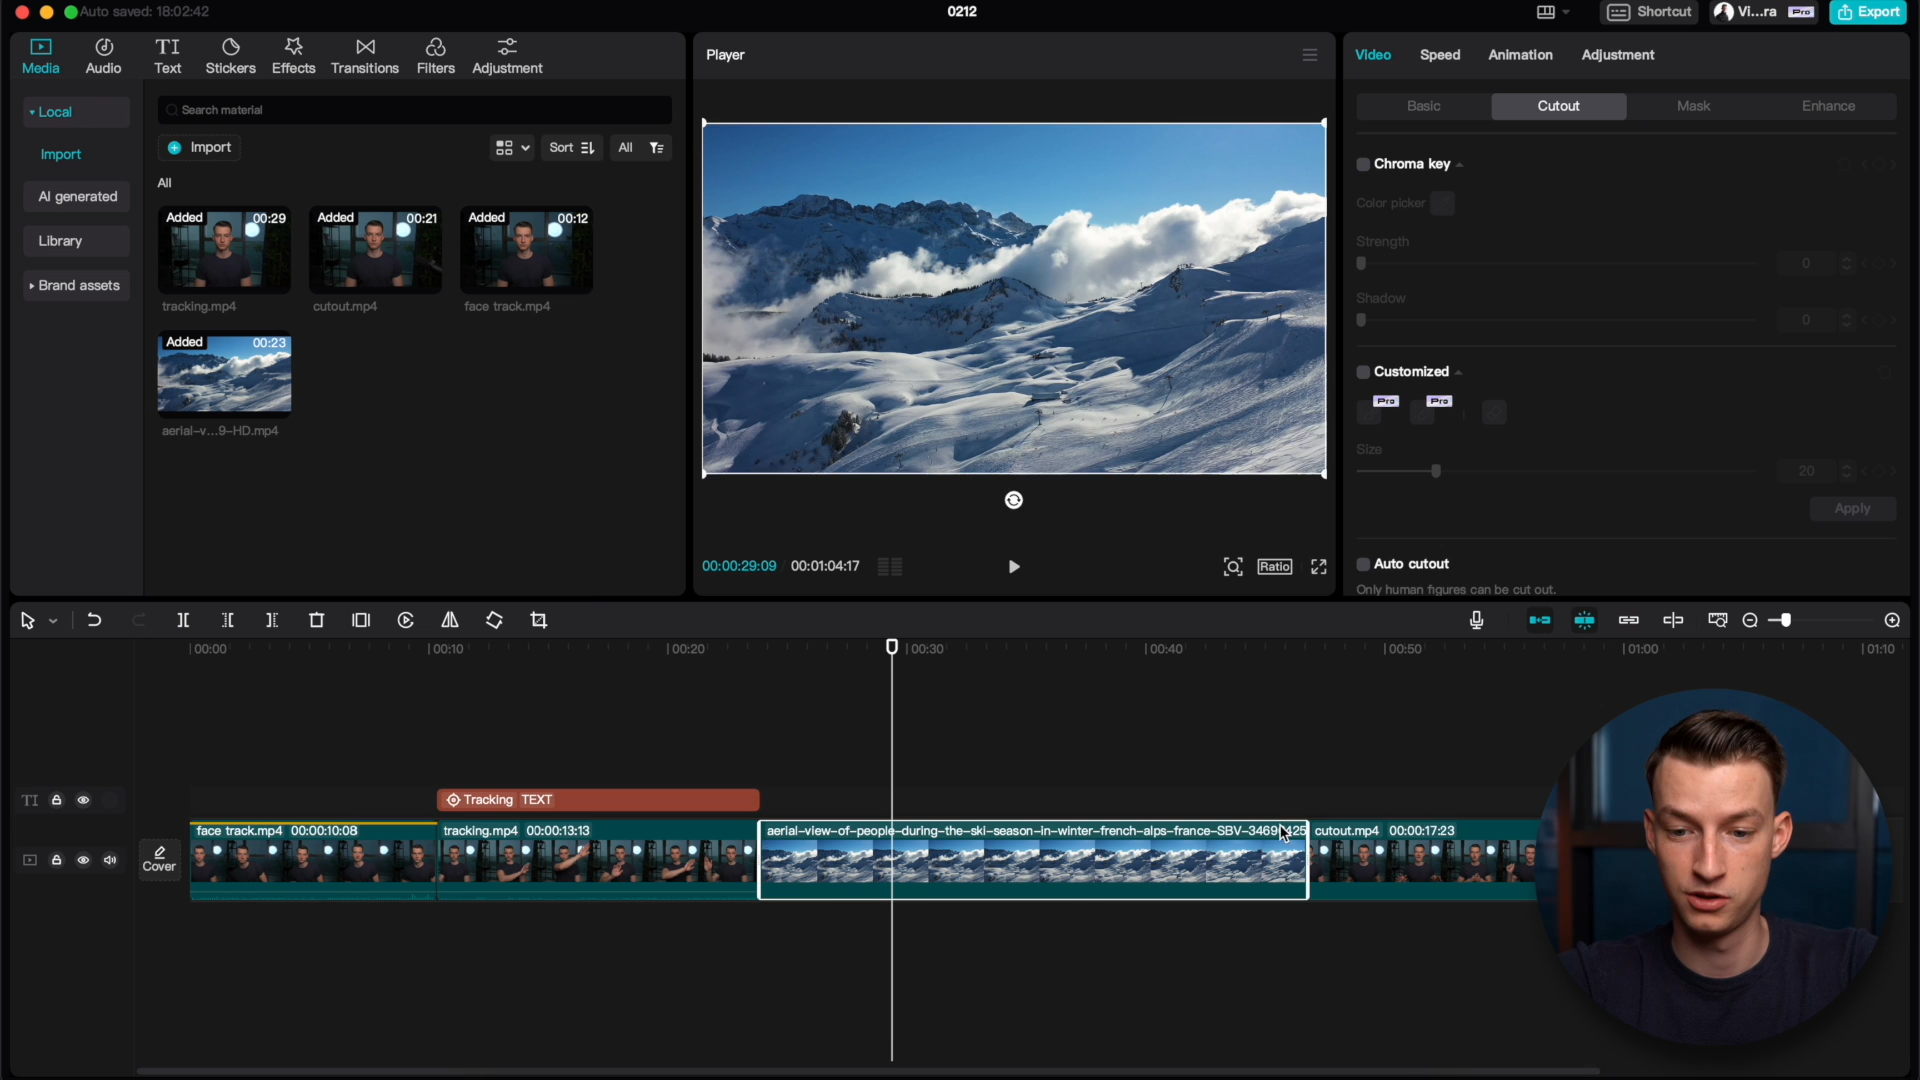 Auto saved: 18:02:42
0212
Shortcut
Vi...ra
Pro
Export
Media
Audio
TI
Text
Stickers
Effects
Transitions
Filters
Adjustment
Local
Import
AI generated
Library
Brand assets
Search material
Import
Sort
All
All
Added 00:29
Added 00:21
Added 00:12
tracking.mp4
cutout.mp4
face track.mp4
Added 00:23
aerial-v...9-HD.mp4
Player
00:00:29:09
00:01:04:17
Ratio
Video
Speed
Animation
Adjustment
Basic
Cutout
Mask
Enhance
Chroma key
Color picker
Strength
0
Shadow
0
Customized
Pro
Pro
Size
20
Apply
Auto cutout
Only human figures can be cut out.
00:00
00:10
00:20
00:30
00:40
00:50
01:00
01:10
TI
Tracking TEXT
Cover
face track.mp4 00:00:10:08
tracking.mp4 00:00:13:13
aerial-view-of-people-during-the-ski-season-in-winter-french-alps-france-SBV-3469
425
cutout.mp4 00:00:17:23